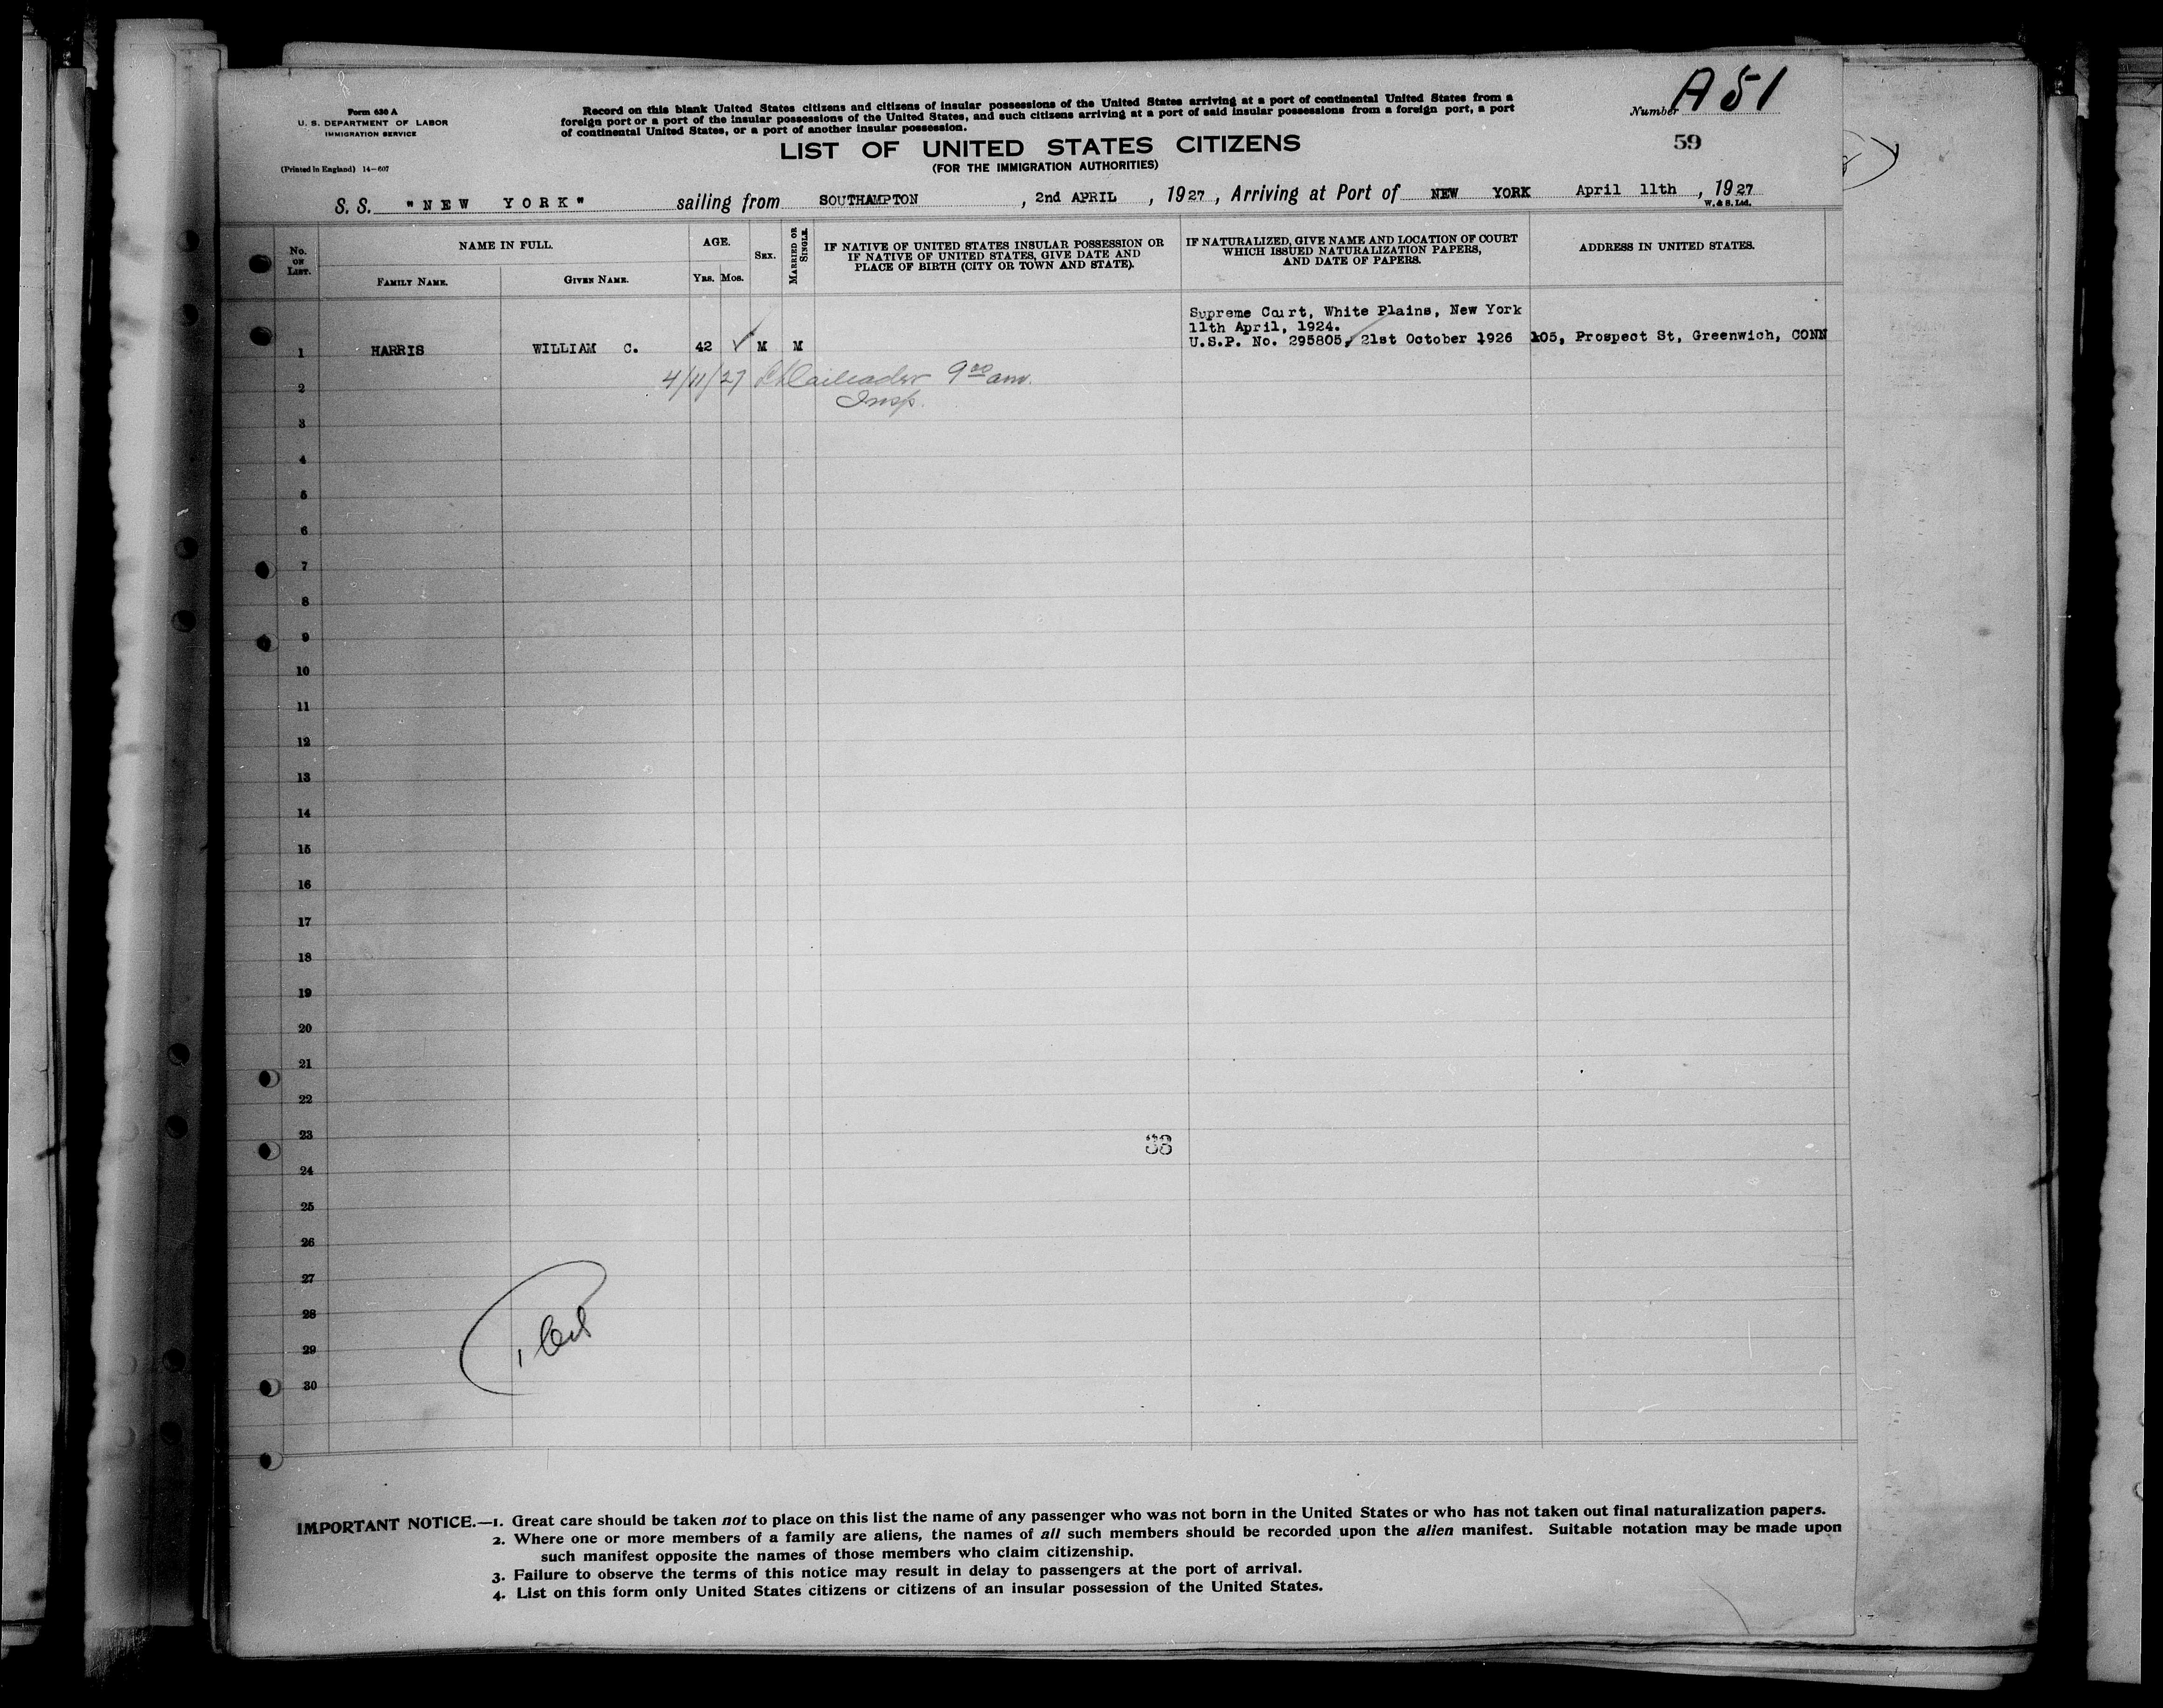 A51
Form 630 A
U. S. DEPARTMENT OF LABOR
IMMIGRATION SERVICE
(Printed in England) 14—607
Record on this blank United States citizens and citizens of insular possessions of the United States arriving at a port of continental United States from a
foreign port or a port of the insular possessions of the United States, and such citizens arriving at a port of said insular possessions from a foreign port, a port
of continental United States, or a port of another insular possession.
Number
59
LIST OF UNITED STATES CITIZENS
(FOR THE IMMIGRATION AUTHORITIES)
S. S. "NEW YORK" sailing from SOUTHAMPTON, 2nd APRIL, 1927, Arriving at Port of NEW YORK April 11th, 1927
W. & S. Ltd.
No. ON LIST.
NAME IN FULL.
FAMILY NAME.
GIVEN NAME.
AGE.
YRS. MOS.
SEX.
MARRIED OR SINGLE.
IF NATIVE OF UNITED STATES INSULAR POSSESSION OR
IF NATIVE OF UNITED STATES, GIVE DATE AND
PLACE OF BIRTH (CITY OR TOWN AND STATE).
IF NATURALIZED, GIVE NAME AND LOCATION OF COURT
WHICH ISSUED NATURALIZATION PAPERS,
AND DATE OF PAPERS.
ADDRESS IN UNITED STATES.
Supreme Court, White Plains, New York
11th April, 1924.
1 HARRIS WILLIAM C. 42 ✓ M M U.S.P. No. 295805, 21st October 1926 105, Prospect St, Greenwich, CONN
2 4/11/27 9 00 am.
Insp.
3
4
5
6
7
8
9
10
11
12
13
14
15
16
17
18
19
20
21
22
23
38
24
25
26
27
28
29
30
IMPORTANT NOTICE.—1. Great care should be taken not to place on this list the name of any passenger who was not born in the United States or who has not taken out final naturalization papers.
2. Where one or more members of a family are aliens, the names of all such members should be recorded upon the alien manifest. Suitable notation may be made upon
such manifest opposite the names of those members who claim citizenship.
3. Failure to observe the terms of this notice may result in delay to passengers at the port of arrival.
4. List on this form only United States citizens or citizens of an insular possession of the United States.